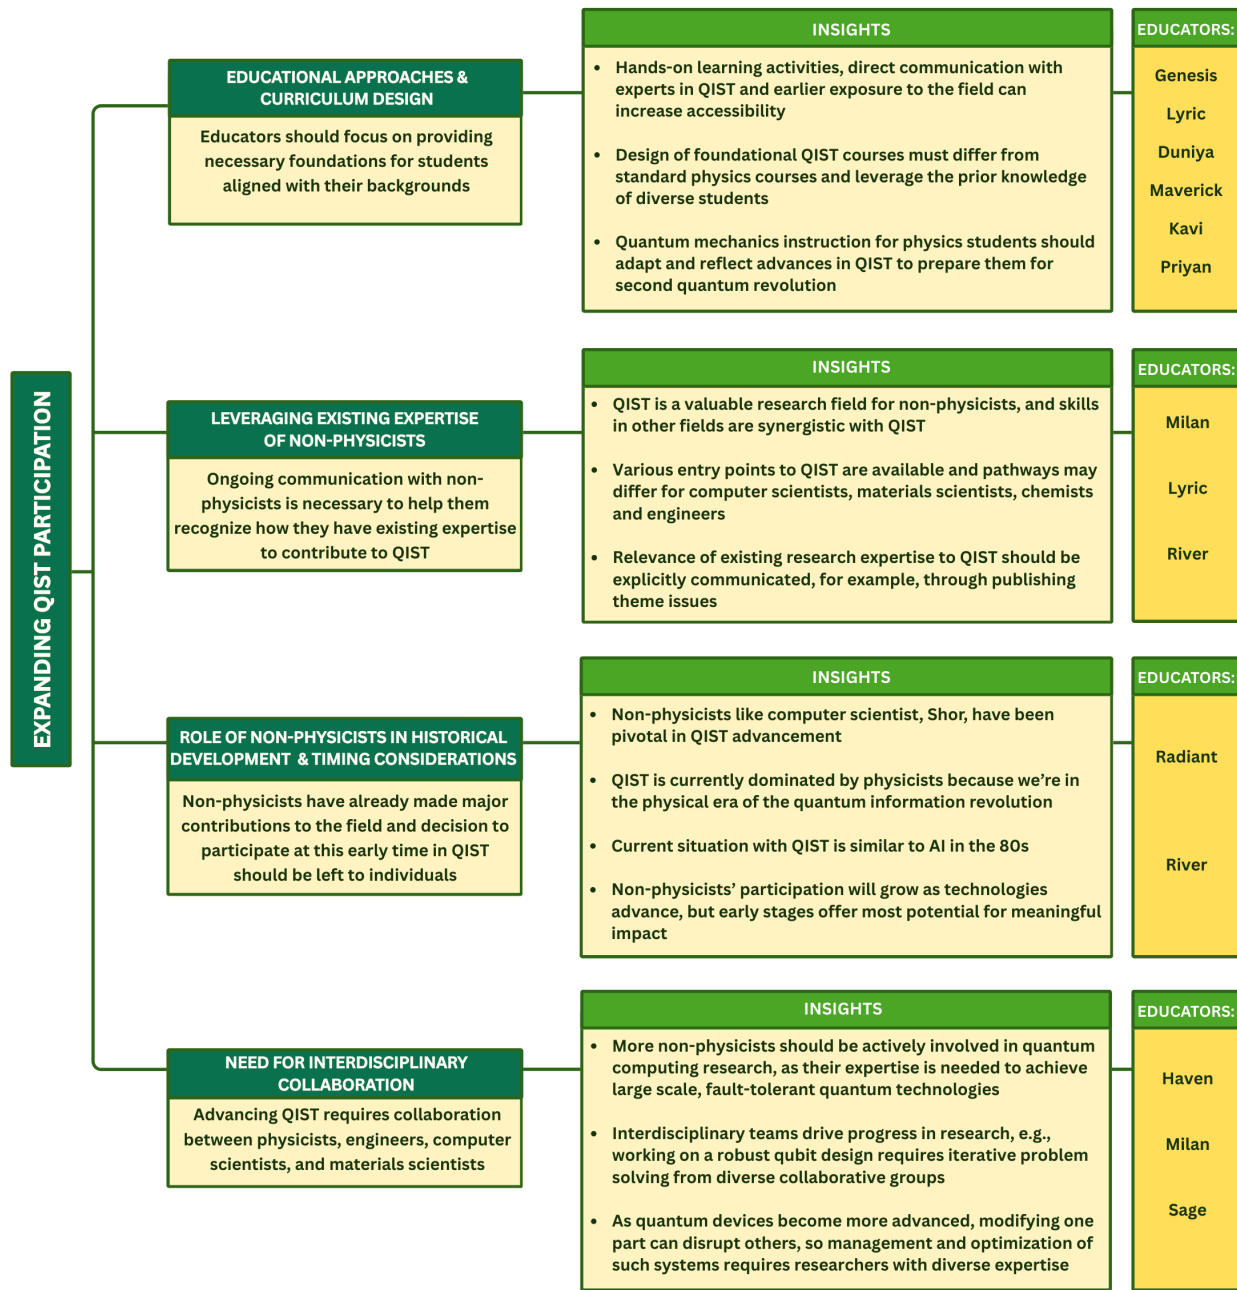 EXPANDING QIST PARTICIPATION
EDUCATIONAL APPROACHES &
CURRICULUM DESIGN
Educators should focus on providing
necessary foundations for students
aligned with their backgrounds
INSIGHTS
• Hands-on learning activities, direct communication with
experts in QIST and earlier exposure to the field can
increase accessibility
• Design of foundational QIST courses must differ from
standard physics courses and leverage the prior knowledge
of diverse students
• Quantum mechanics instruction for physics students should
adapt and reflect advances in QIST to prepare them for
second quantum revolution
EDUCATORS:
Genesis
Lyric
Duniya
Maverick
Kavi
Priyan
LEVERAGING EXISTING EXPERTISE
OF NON-PHYSICISTS
Ongoing communication with non-
physicists is necessary to help them
recognize how they have existing expertise
to contribute to QIST
INSIGHTS
• QIST is a valuable research field for non-physicists, and skills
in other fields are synergistic with QIST
• Various entry points to QIST are available and pathways may
differ for computer scientists, materials scientists, chemists
and engineers
• Relevance of existing research expertise to QIST should be
explicitly communicated, for example, through publishing
theme issues
EDUCATORS:
Milan
Lyric
River
ROLE OF NON-PHYSICISTS IN HISTORICAL
DEVELOPMENT & TIMING CONSIDERATIONS
Non-physicists have already made major
contributions to the field and decision to
participate at this early time in QIST
should be left to individuals
INSIGHTS
• Non-physicists like computer scientist, Shor, have been
pivotal in QIST advancement
• QIST is currently dominated by physicists because we're in
the physical era of the quantum information revolution
• Current situation with QIST is similar to AI in the 80s
• Non-physicists' participation will grow as technologies
advance, but early stages offer most potential for meaningful
impact
EDUCATORS:
Radiant
River
NEED FOR INTERDISCIPLINARY
COLLABORATION
Advancing QIST requires collaboration
between physicists, engineers, computer
scientists, and materials scientists
INSIGHTS
• More non-physicists should be actively involved in quantum
computing research, as their expertise is needed to achieve
large scale, fault-tolerant quantum technologies
• Interdisciplinary teams drive progress in research, e.g.,
working on a robust qubit design requires iterative problem
solving from diverse collaborative groups
• As quantum devices become more advanced, modifying one
part can disrupt others, so management and optimization of
such systems requires researchers with diverse expertise
EDUCATORS:
Haven
Milan
Sage